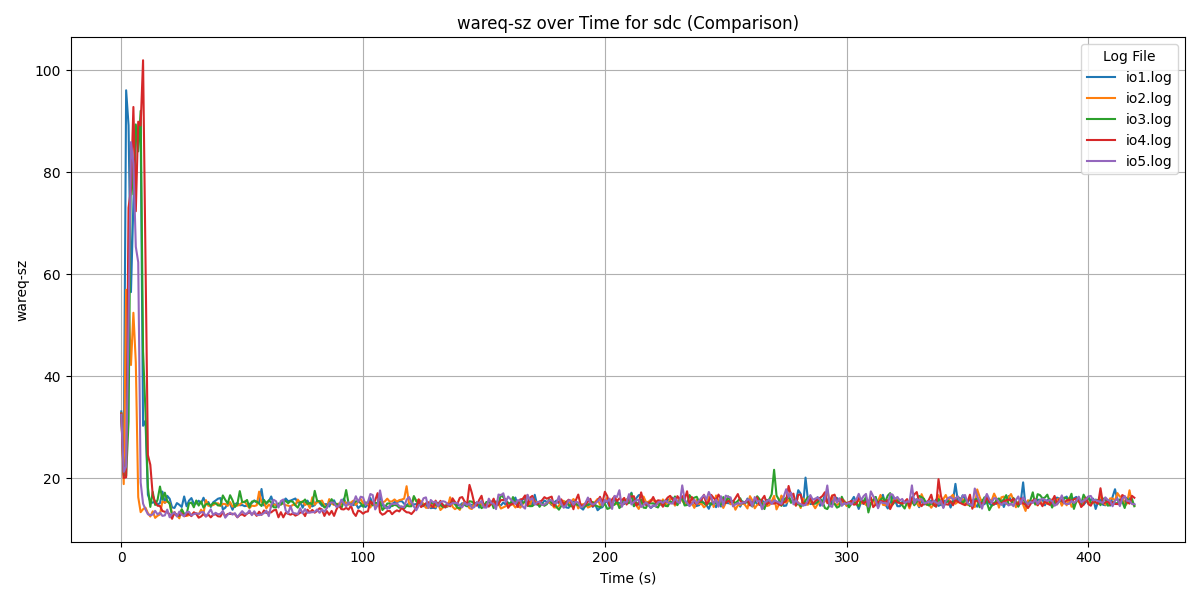 wareq-sz over Time for sdc (Comparison)
Log File
io1.log
io2.log
io3.log
io4.log
io5.log
wareq-sz
100
80
60
40
20
0 100 200 300 400
Time (s)